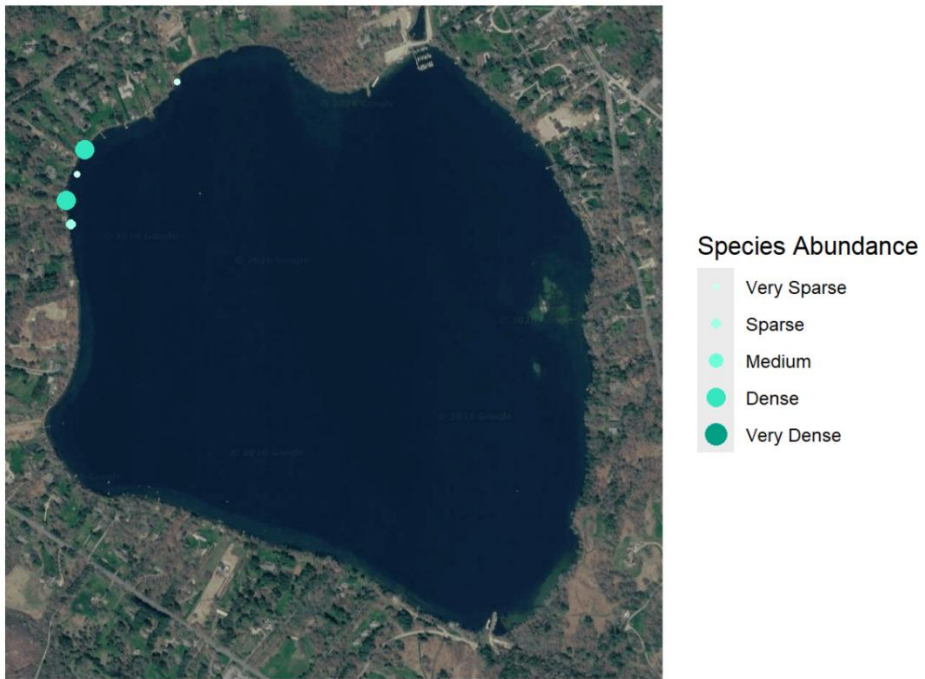 Species Abundance
Very Sparse
Sparse
Medium
Dense
Very Dense